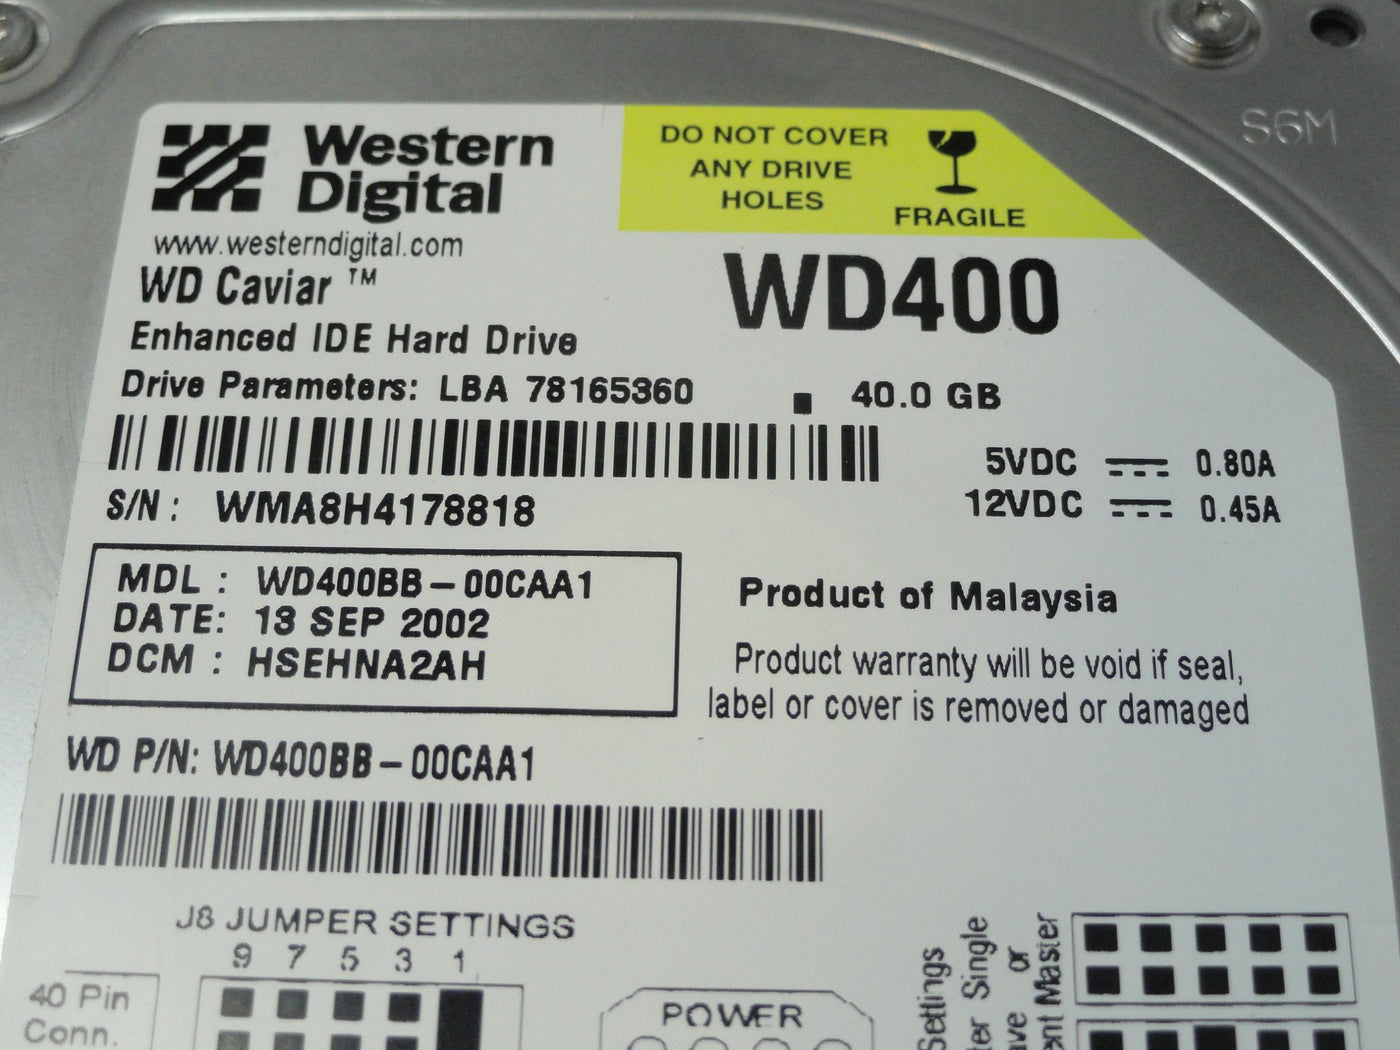 S6M
Western
Digital
www.westerndigital.com
DO NOT COVER
ANY DRIVE
HOLES
FRAGILE
WD Caviar ™
WD400
Enhanced IDE Hard Drive
Drive Parameters: LBA 78165360 . 40.0 GB
5VDC 0.80A
12VDC 0.45A
S/N : WMA8H4178818
MDL : WD400BB-00CAA1
DATE: 13 SEP 2002
DCM : HSEHNA2AH
Product of Malaysia
Product warranty will be void if seal,
label or cover is removed or damaged
WD P/N: WD400BB-00CAA1
J8 JUMPER SETTINGS
9 7 5 3 1
40 Pin
Conn.
POWER
Settings
Single
or
Master